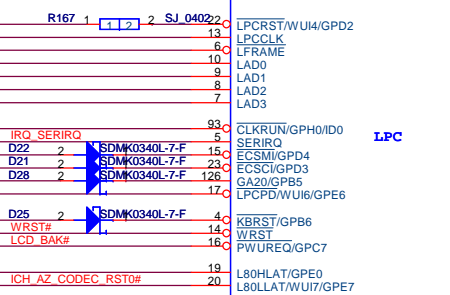 R167 1 1 2 2 SJ_0402 22 LPCRST/WUI4/GPD2
13 LPCCLK
6 LFRAME
10 LAD0
9 LAD1
8 LAD2
7 LAD3
93 CLKRUN/GPH0/ID0 LPC
IRQ_SERIRQ 5 SERIRQ
D22 2 SDMK0340L-7-F 15 ECSMI/GPD4
D21 2 SDMK0340L-7-F 23 ECSCI/GPD3
D28 2 SDMK0340L-7-F 126 GA20/GPB5
17 LPCPD/WUI6/GPE6
D25 2 SDMK0340L-7-F 4 KBRST/GPB6
WRST# 14 WRST
LCD_BAK# 16 PWUREQ/GPC7
19 L80HLAT/GPE0
ICH_AZ_CODEC_RST0# 20 L80LLAT/WUI7/GPE7